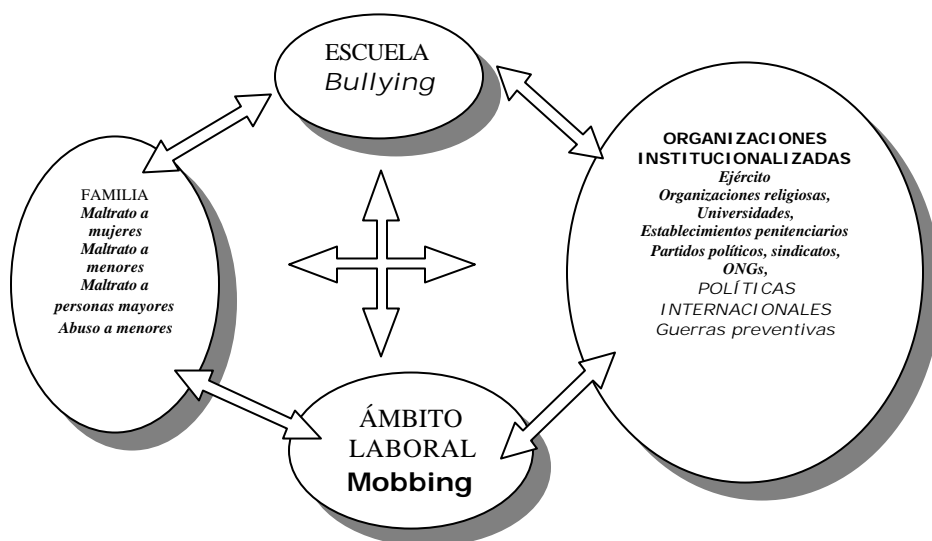 ESCUELA
Bullying
FAMILIA
Maltrato a
mujeres
Maltrato a
menores
Maltrato a
personas mayores
Abuso a menores
ORGANIZACIONES
INSTITUCIONALIZADAS
Ejército
Organizaciones religiosas,
Universidades,
Establecimientos penitenciarios
Partidos políticos, sindicatos,
ONGs,
POLÍTICAS
INTERNACIONALES
Guerras preventivas
ÁMBITO
LABORAL
Mobbing